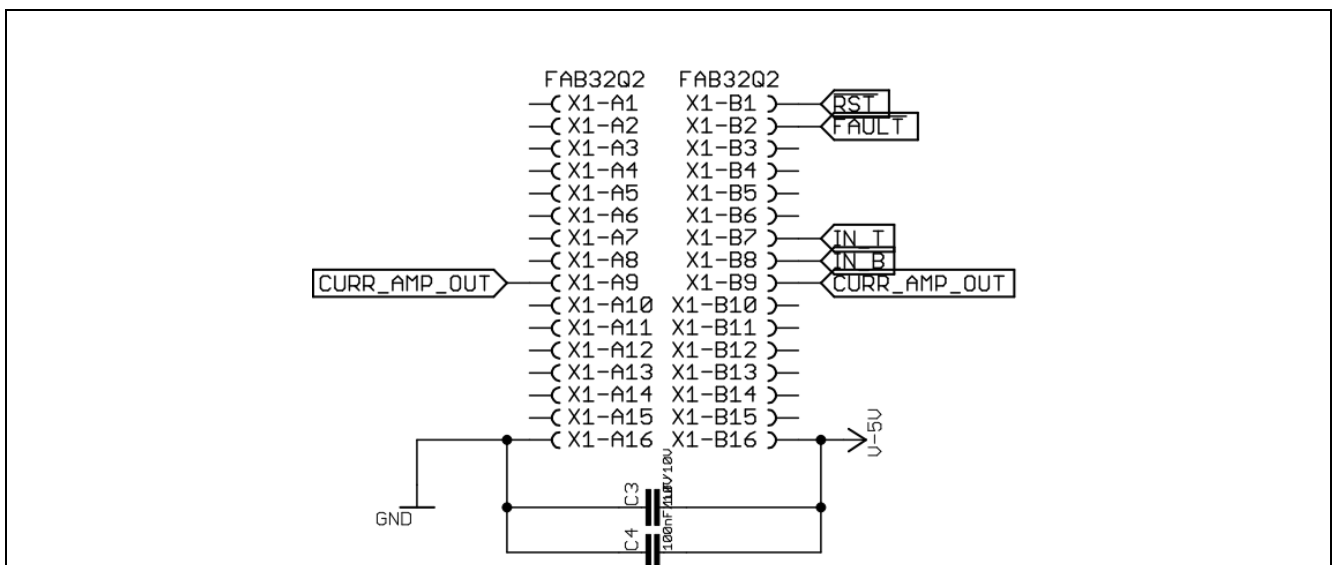 FAB32Q2 FAB32Q2
X1-A1 X1-B1 RST
X1-A2 X1-B2 FAULT
X1-A3 X1-B3
X1-A4 X1-B4
X1-A5 X1-B5
X1-A6 X1-B6
X1-A7 X1-B7 IN_T
X1-A8 X1-B8 IN_B
CURR_AMP_OUT X1-A9 X1-B9 CURR_AMP_OUT
X1-A10 X1-B10
X1-A11 X1-B11
X1-A12 X1-B12
X1-A13 X1-B13
X1-A14 X1-B14
X1-A15 X1-B15
X1-A16 X1-B16 V-5V
C3
GND
C4